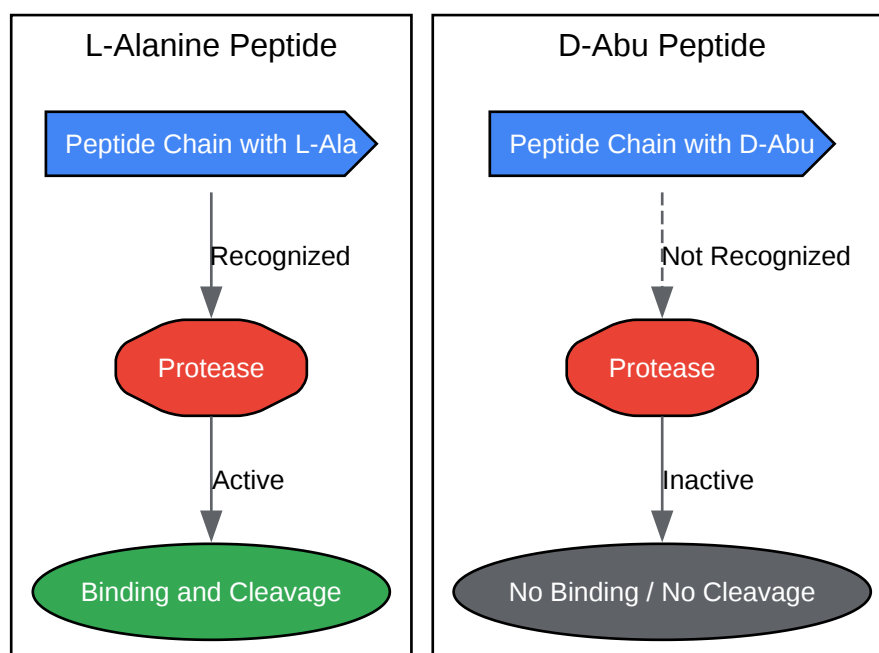 L-Alanine Peptide
Peptide Chain with L-Ala
Recognized
Protease
Active
Binding and Cleavage
D-Abu Peptide
Peptide Chain with D-Abu
Not Recognized
Protease
Inactive
No Binding / No Cleavage